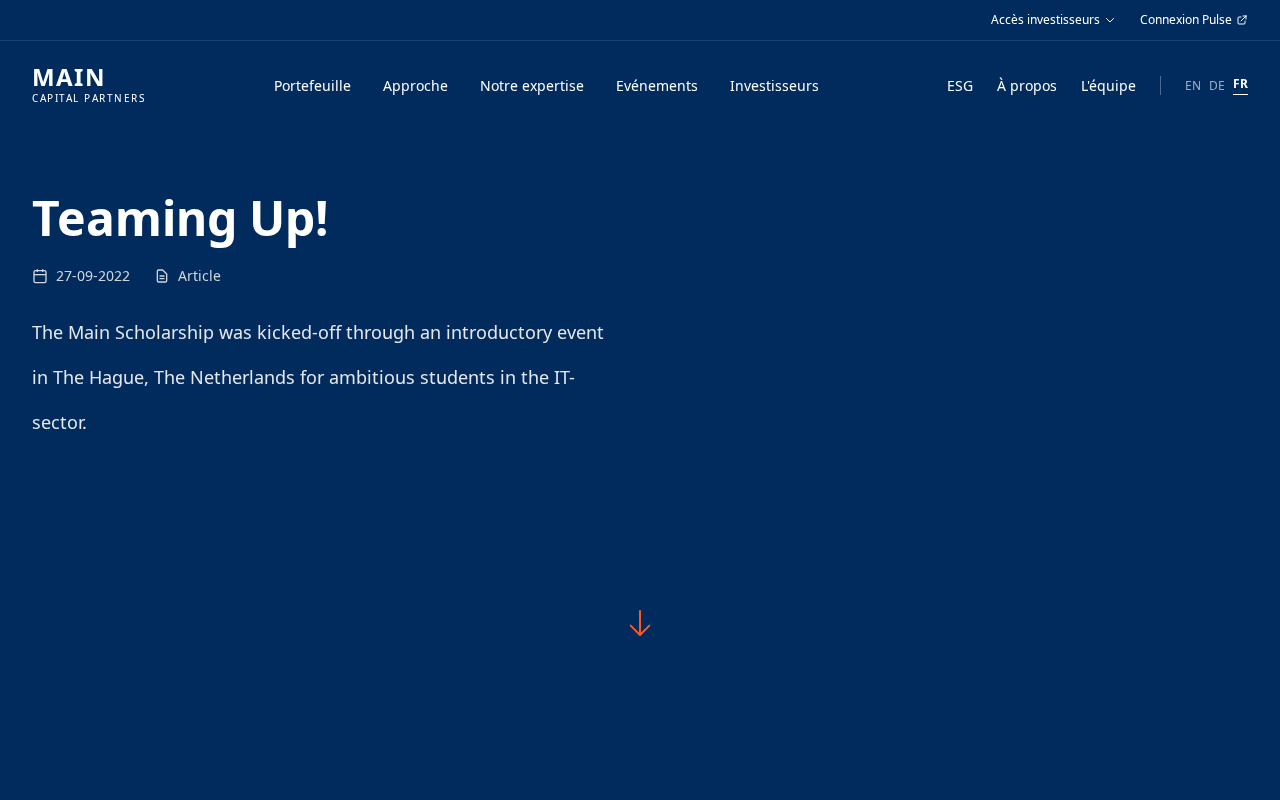 Accès investisseurs
Connexion Pulse
MAIN
CAPITAL PARTNERS
Portefeuille
Approche
Notre expertise
Evénements
Investisseurs
ESG
À propos
L'équipe
EN
DE
FR
Teaming Up!
27-09-2022
Article
The Main Scholarship was kicked-off through an introductory event
in The Hague, The Netherlands for ambitious students in the IT-
sector.